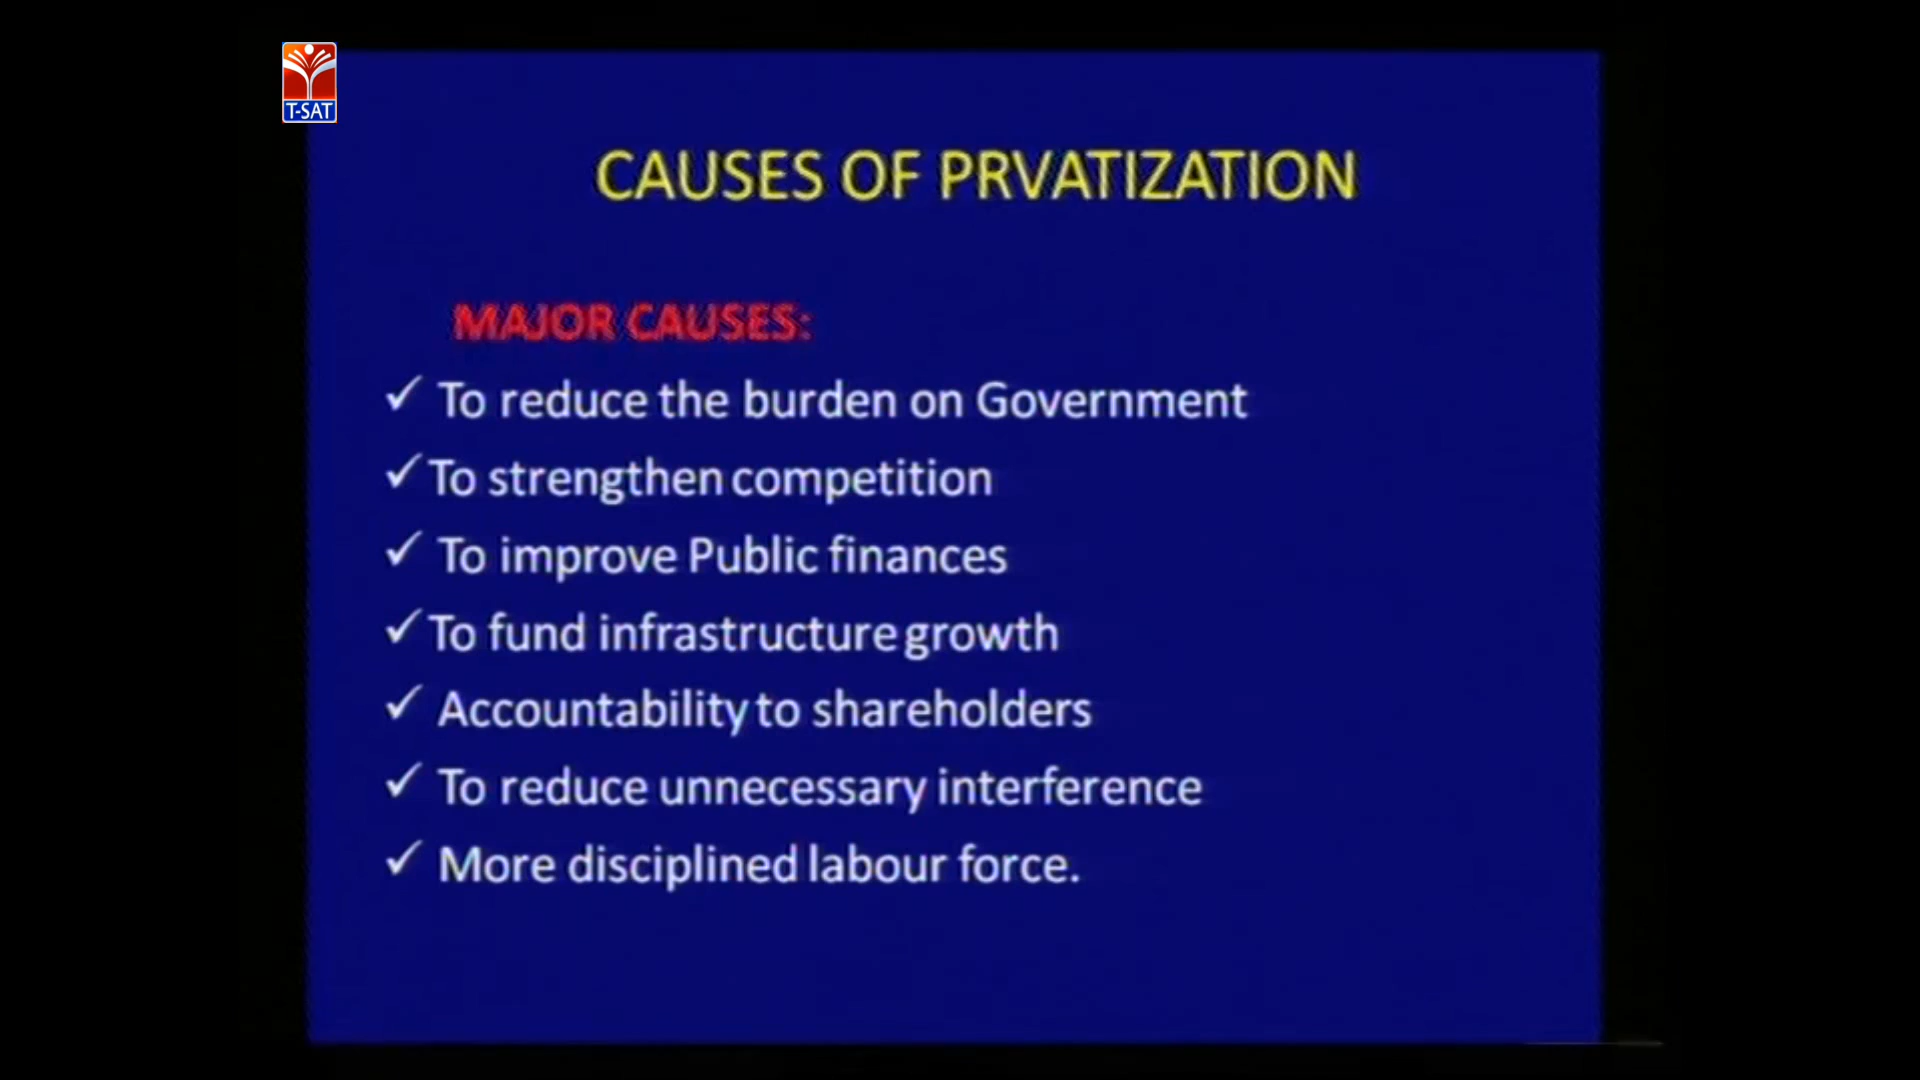 T-SAT
CAUSES OF PRVATIZATION
MAJOR CAUSES:
✓ To reduce the burden on Government
✓ To strengthen competition
✓ To improve Public finances
✓ To fund infrastructure growth
✓ Accountability to shareholders
✓ To reduce unnecessary interference
✓ More disciplined labour force.